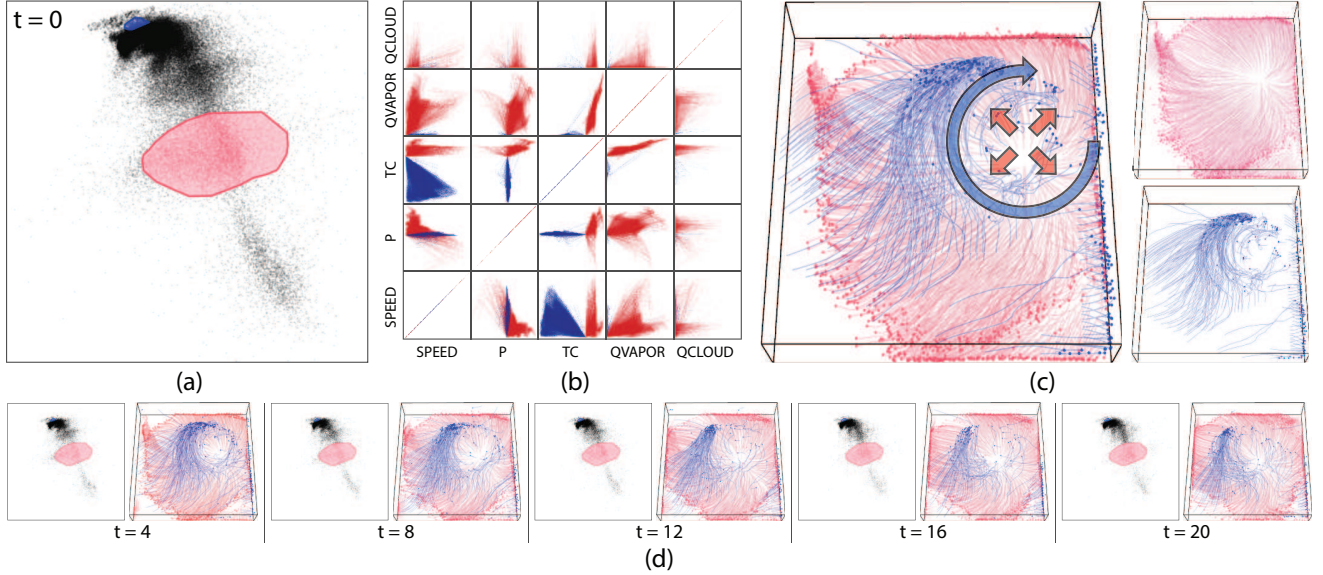 t = 0
QCLOUD
QVAPOR
TC
P
SPEED
SPEED P TC QVAPOR QCLOUD
(a) (b) (c)
t = 4 t = 8 t = 12 t = 16 t = 20
(d)